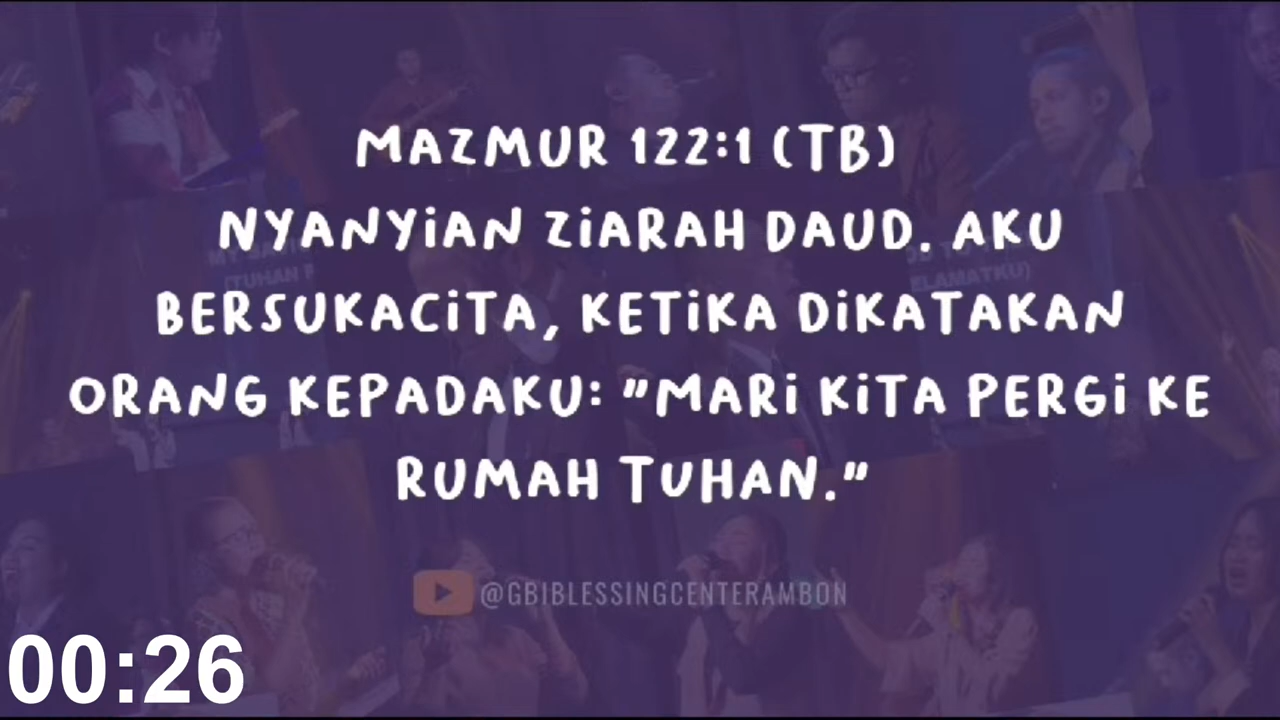 MAZMUR 122:1 (TB)
NYANYiAN ZiARAH DAUD. AKU
BERSUKACiTA, KETiKA DiKATAKAN
ORANG KEPADAKU: "MARi KiTA PERGi KE
RUMAH TUHAN."
@GBIBLESSINGCENTERAMBON
00:26